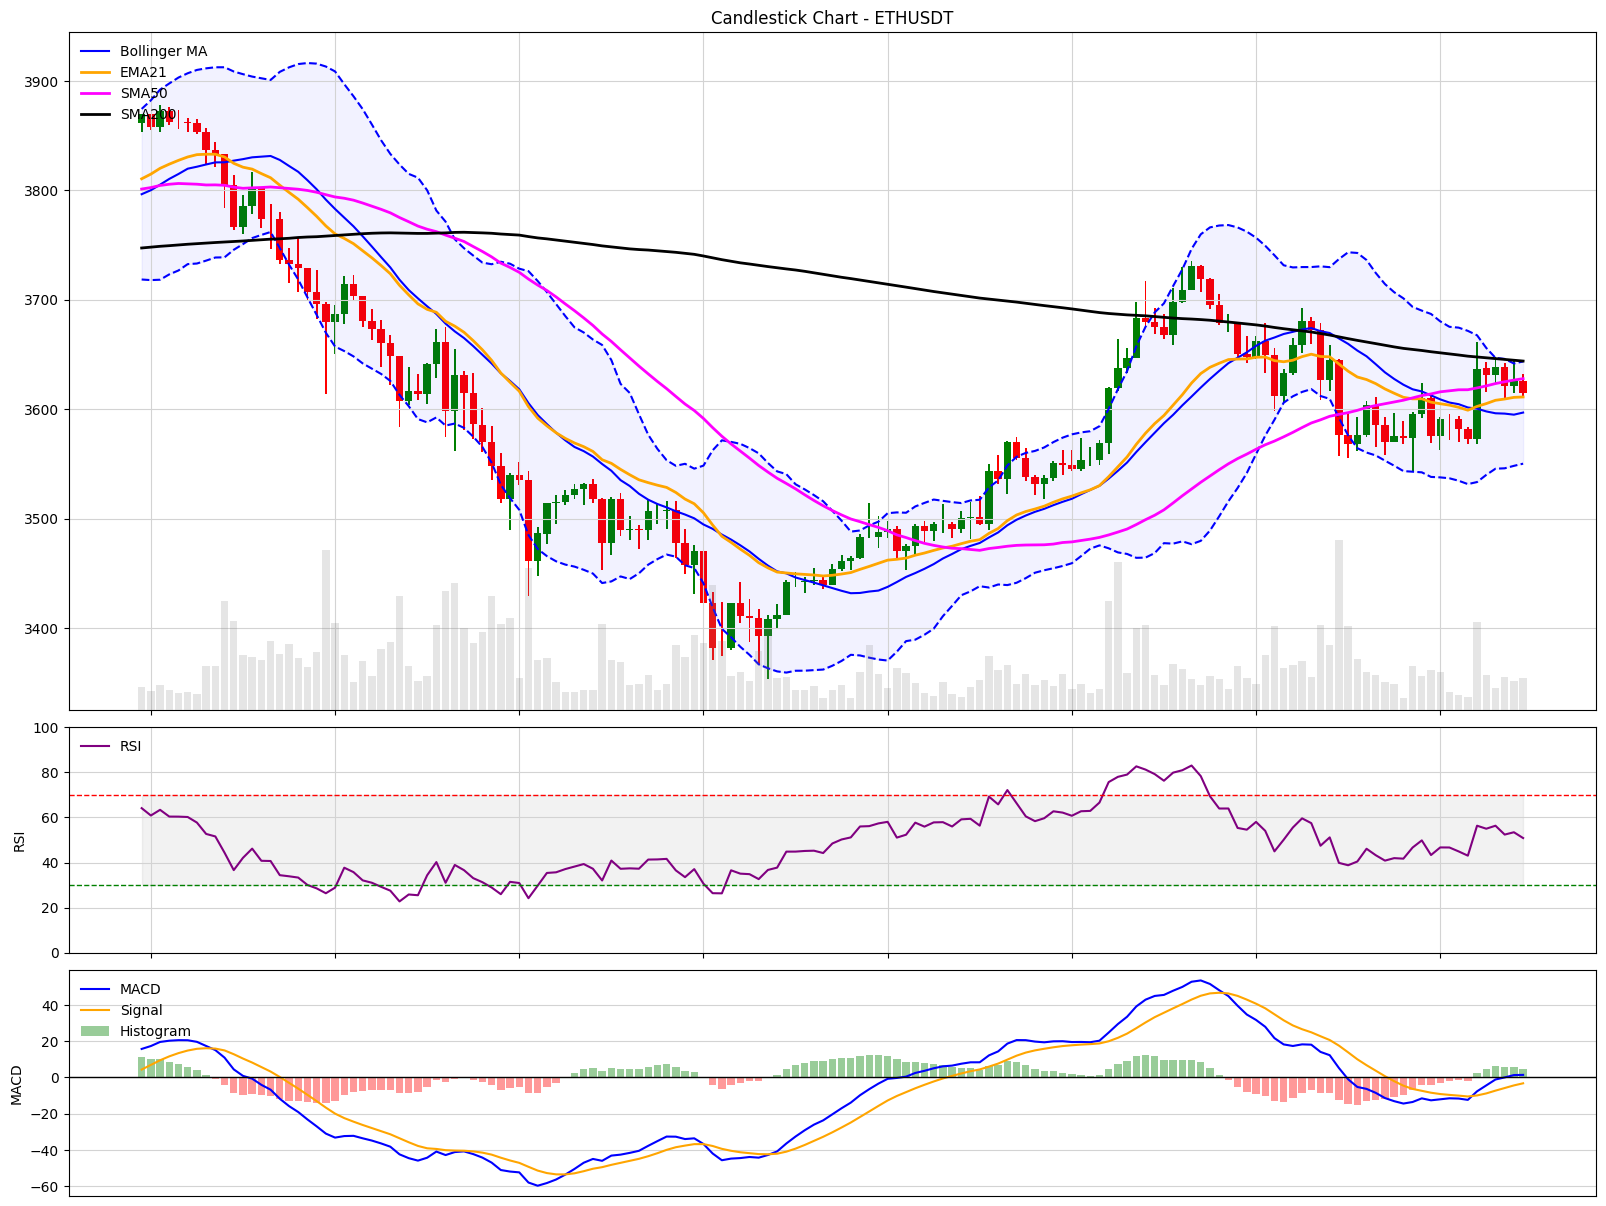 Candlestick Chart - ETHUSDT
Bollinger MA
EMA21
SMA50
SMA200
3900
3800
3700
3600
3500
3400
RSI
100
80
60
40
20
0
RSI
MACD
Signal
Histogram
40
20
0
−20
−40
−60
MACD